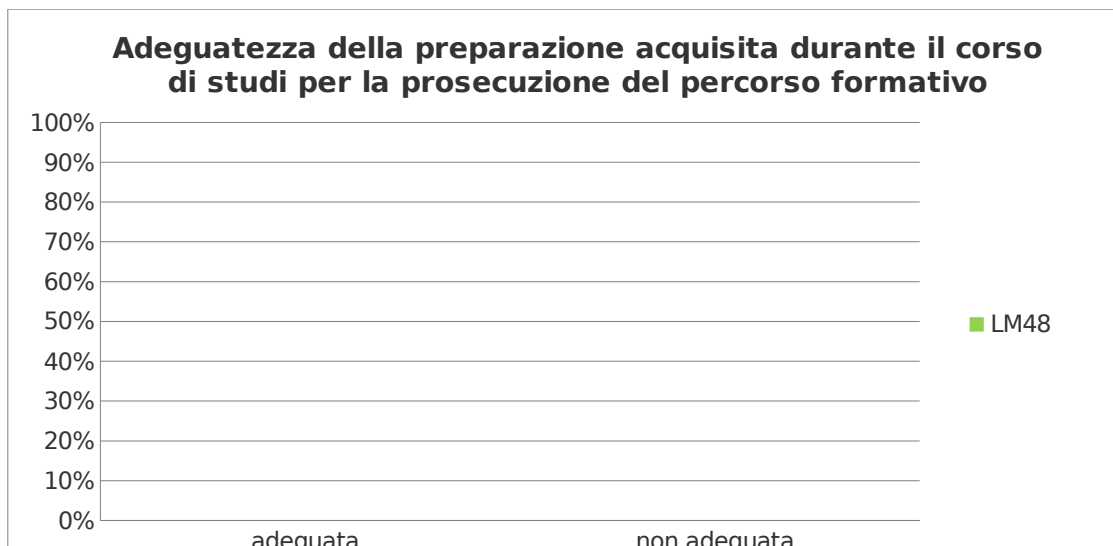 Adeguatezza della preparazione acquisita durante il corso
di studi per la prosecuzione del percorso formativo
100%
90%
80%
70%
60%
50%
40%
30%
20%
10%
0%
adeguata
non adeguata
LM48